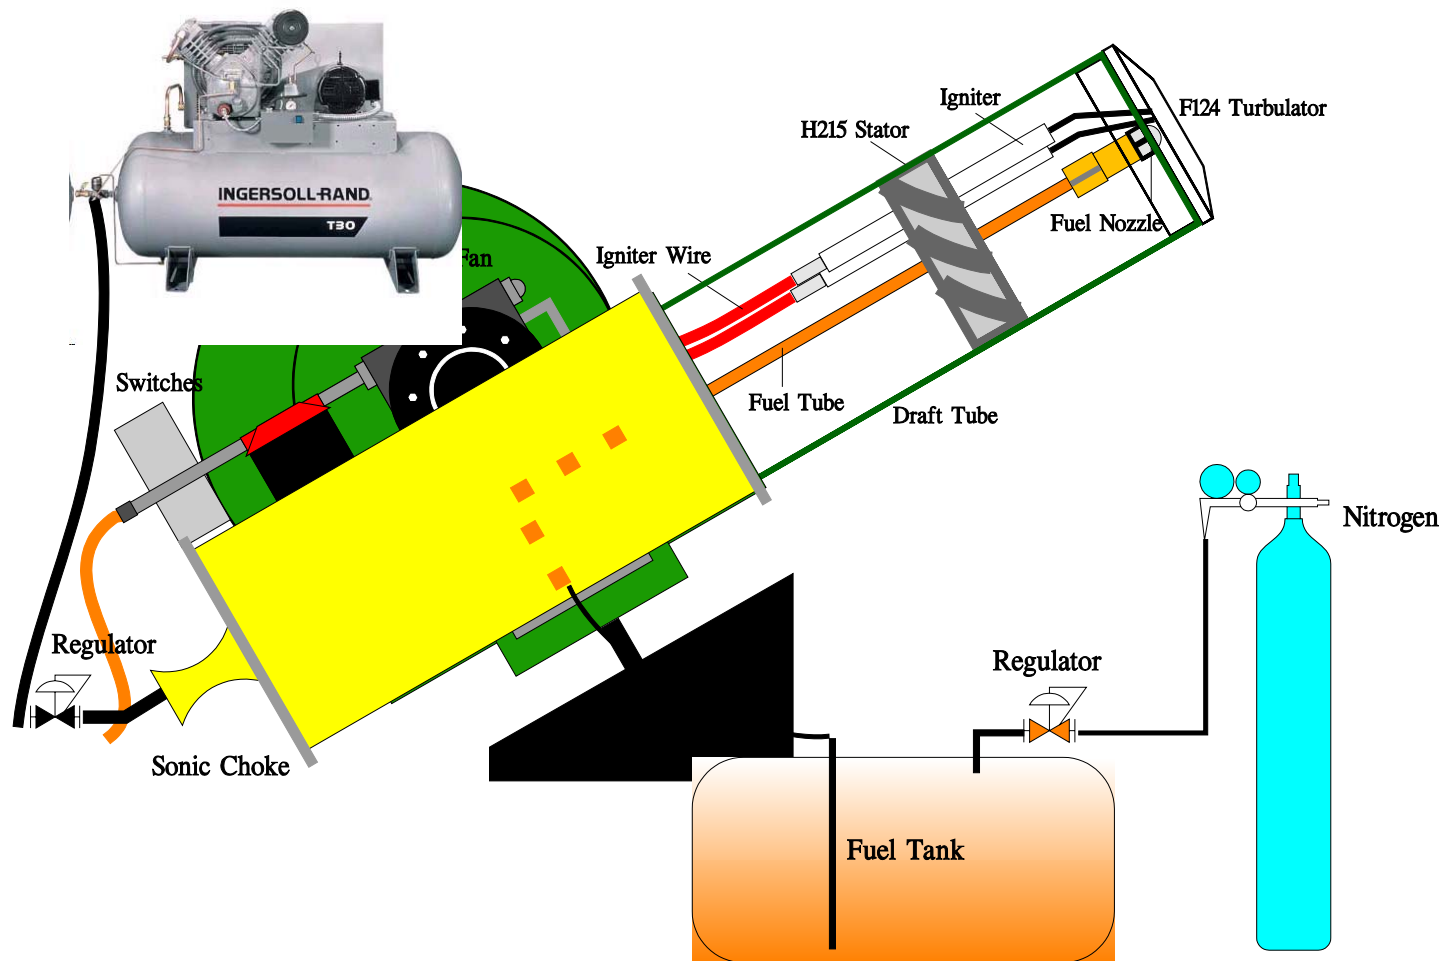 INGERSOLL-RAND
T30
Igniter
F124 Turbulator
H215 Stator
Fuel Nozzle
Igniter Wire
Fan
Switches
Fuel Tube
Draft Tube
Nitrogen
Regulator
Regulator
Sonic Choke
Fuel Tank